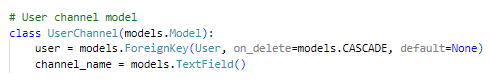 # User channel model
class UserChannel(models.Model):
    user = models.ForeignKey(User, on_delete=models.CASCADE, default=None)
    channel_name = models.TextField()